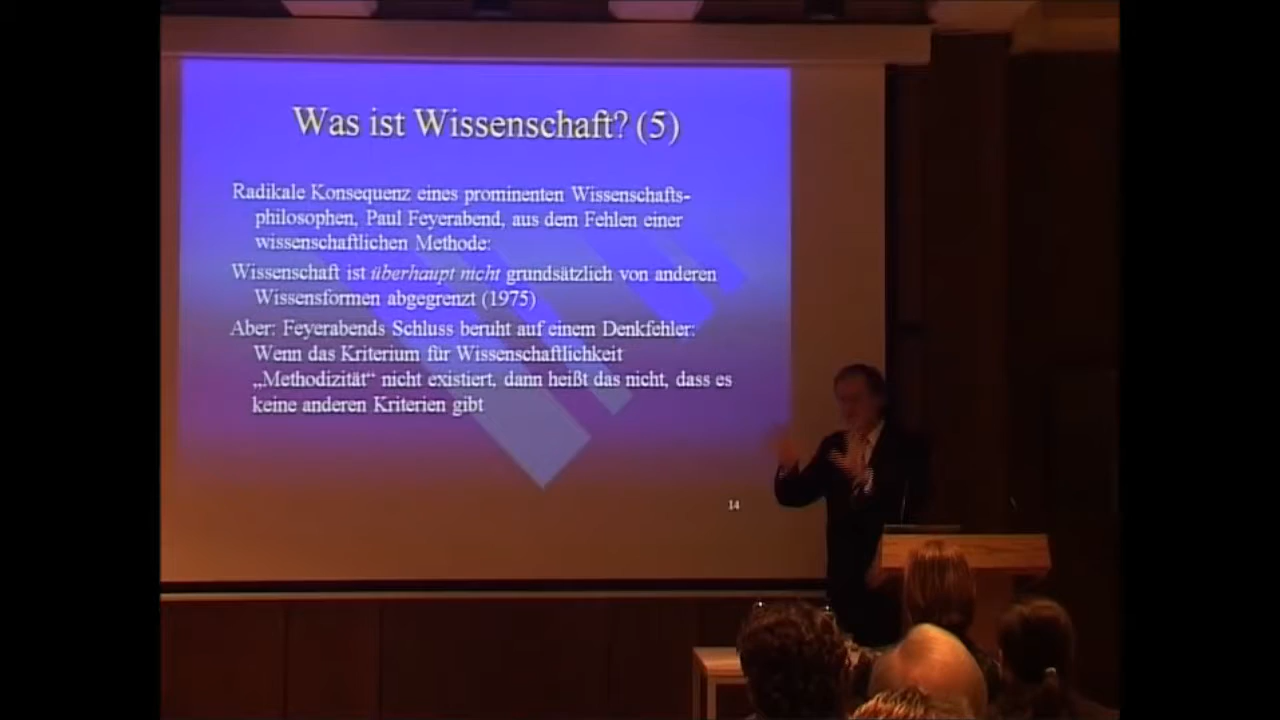 Was ist Wissenschaft? (5)
Radikale Konsequenz eines prominenten Wissenschafts-
philosophen, Paul Feyerabend, aus dem Fehlen einer
wissenschaftlichen Methode:
Wissenschaft ist überhaupt nicht grundsätzlich von anderen
Wissensformen abgegrenzt (1975)
Aber: Feyerabends Schluss beruht auf einem Denkfehler:
Wenn das Kriterium für Wissenschaftlichkeit
„Methodizität“ nicht existiert, dann heißt das nicht, dass es
keine anderen Kriterien gibt
14